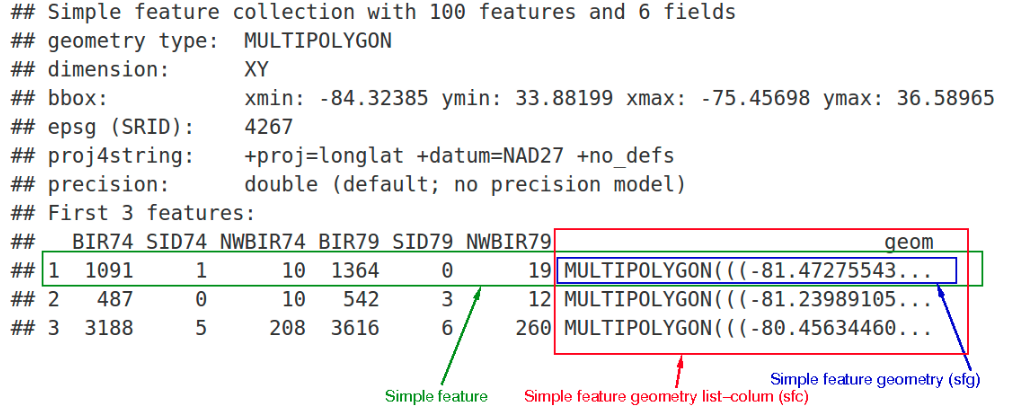 ## Simple feature collection with 100 features and 6 fields
## geometry type:  MULTIPOLYGON
## dimension:      XY
## bbox:           xmin: -84.32385 ymin: 33.88199 xmax: -75.45698 ymax: 36.58965
## epsg (SRID):    4267
## proj4string:    +proj=longlat +datum=NAD27 +no_defs
## precision:      double (default; no precision model)
## First 3 features:
##   BIR74 SID74 NWBIR74 BIR79 SID79 NWBIR79                           geom
## 1  1091     1      10  1364     0      19 MULTIPOLYGON(((-81.47275543...
## 2   487     0      10   542     3      12 MULTIPOLYGON(((-81.23989105...
## 3  3188     5     208  3616     6     260 MULTIPOLYGON(((-80.45634460...
Simple feature geometry (sfg)
Simple feature Simple feature geometry list–colum (sfc)